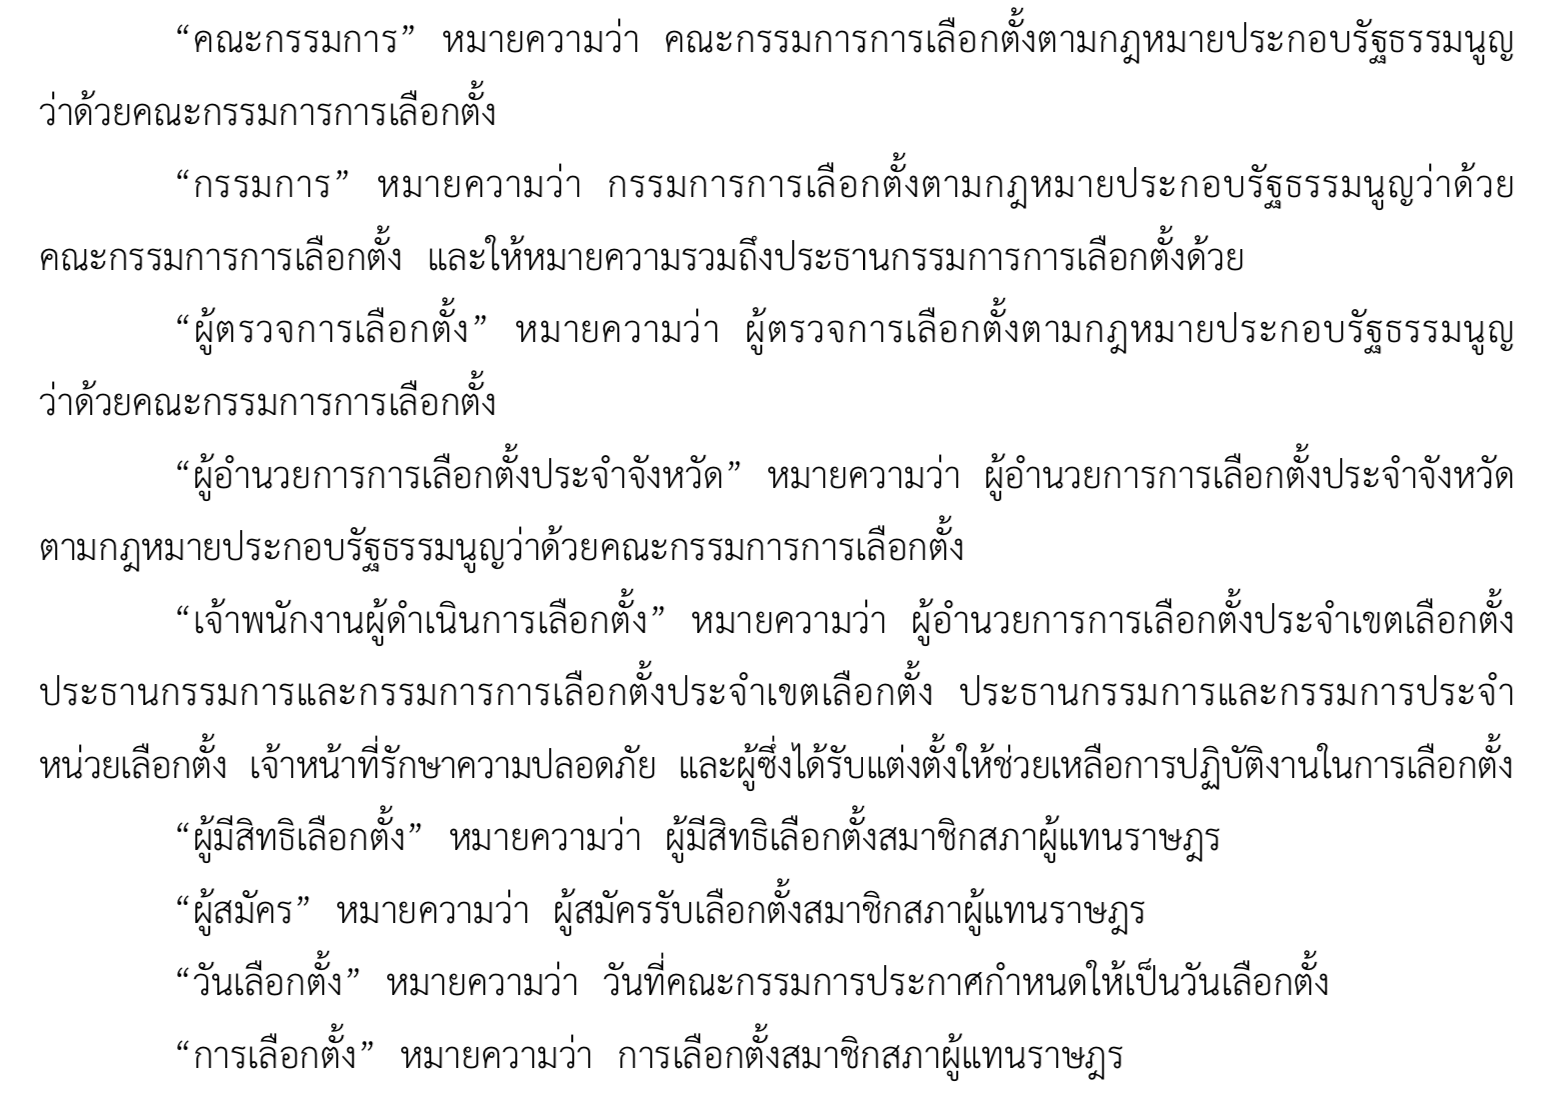 “คณะกรรมการ” หมายความว่า คณะกรรมการการเลือกตั้งตามกฎหมายประกอบรัฐธรรมนูญ
ว่าด้วยคณะกรรมการการเลือกตั้ง
“กรรมการ” หมายความว่า กรรมการการเลือกตั้งตามกฎหมายประกอบรัฐธรรมนูญว่าด้วย
คณะกรรมการการเลือกตั้ง และให้หมายความรวมถึงประธานกรรมการการเลือกตั้งด้วย
“ผู้ตรวจการเลือกตั้ง” หมายความว่า ผู้ตรวจการเลือกตั้งตามกฎหมายประกอบรัฐธรรมนูญ
ว่าด้วยคณะกรรมการการเลือกตั้ง
“ผู้อำนวยการการเลือกตั้งประจำจังหวัด” หมายความว่า ผู้อำนวยการการเลือกตั้งประจำจังหวัด
ตามกฎหมายประกอบรัฐธรรมนูญว่าด้วยคณะกรรมการการเลือกตั้ง
“เจ้าพนักงานผู้ดำเนินการเลือกตั้ง” หมายความว่า ผู้อำนวยการการเลือกตั้งประจำเขตเลือกตั้ง
ประธานกรรมการและกรรมการการเลือกตั้งประจำเขตเลือกตั้ง ประธานกรรมการและกรรมการประจำ
หน่วยเลือกตั้ง เจ้าหน้าที่รักษาความปลอดภัย และผู้ซึ่งได้รับแต่งตั้งให้ช่วยเหลือการปฏิบัติงานในการเลือกตั้ง
“ผู้มีสิทธิเลือกตั้ง” หมายความว่า ผู้มีสิทธิเลือกตั้งสมาชิกสภาผู้แทนราษฎร
“ผู้สมัคร” หมายความว่า ผู้สมัครรับเลือกตั้งสมาชิกสภาผู้แทนราษฎร
“วันเลือกตั้ง” หมายความว่า วันที่คณะกรรมการประกาศกำหนดให้เป็นวันเลือกตั้ง
“การเลือกตั้ง” หมายความว่า การเลือกตั้งสมาชิกสภาผู้แทนราษฎร